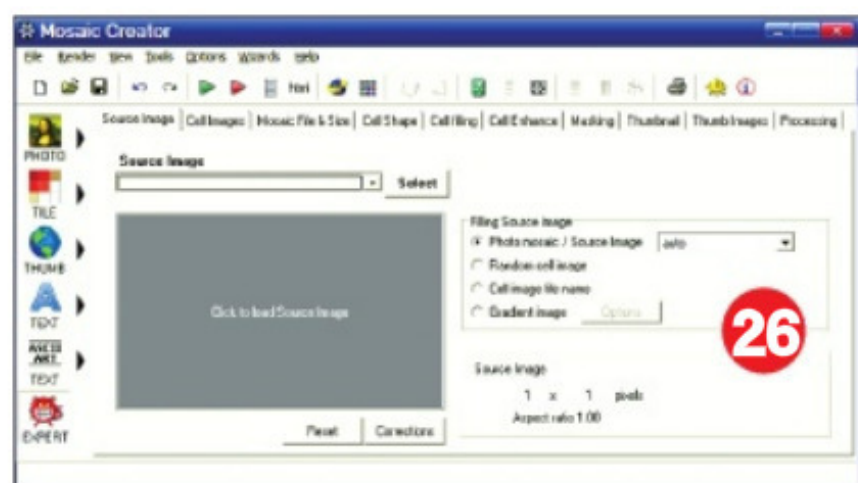 Mosaic Creator
File Render View Tools Options Wizards Help
html
Source Image Cell Images Mosaic File & Size Cell Shape Cell filling Cell Enhance Masking Thumbnail Thumb Images Processing
PHOTO
Source Image
Select
TILE
Filling Source image
Photo mosaic / Source Image auto
THUMB
Random cell image
Cell image file name
Click to load Source Image
Gradient image Options
TEXT
26
ASCII
ART
TEXT
Source Image
1 x 1 pixels
Aspect ratio 1.00
EXPERT
Reset Corrections